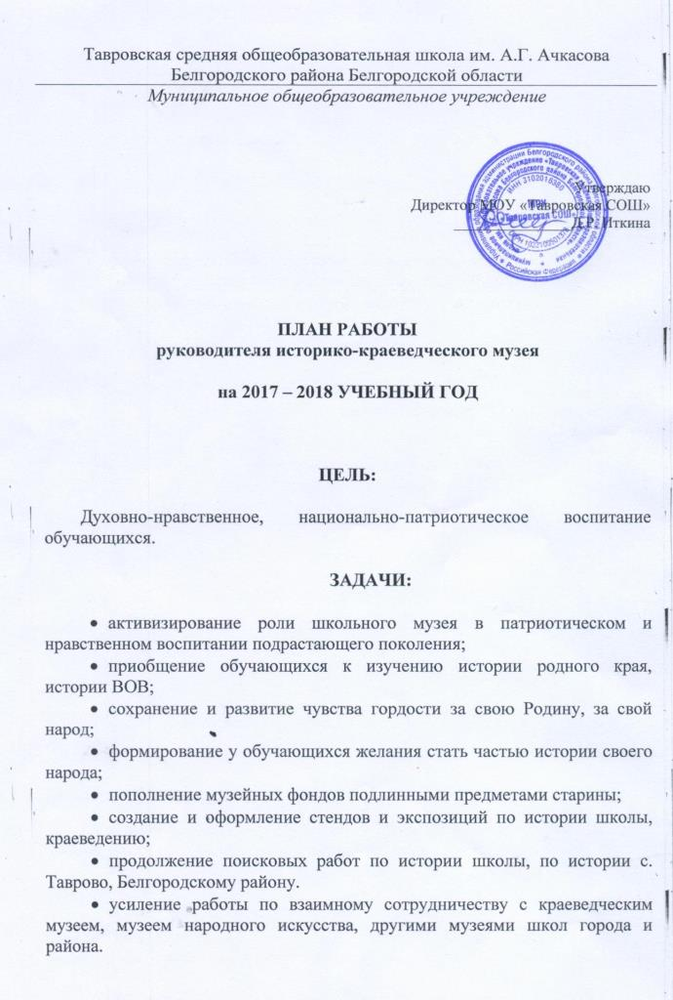 Тавровская средняя общеобразовательная школа им. А.Г. Ачкасова
Белгородского района Белгородской области
Муниципальное общеобразовательное учреждение
Утверждаю
Директор МОУ «Тавровская СОШ»
Иткина
ПЛАН РАБОТЫ
руководителя историко-краеведческого музея
на 2017 – 2018 УЧЕБНЫЙ ГОД
ЦЕЛЬ:
Духовно-нравственное, национально-патриотическое воспитание
обучающихся.
ЗАДАЧИ:
• активизирование роли школьного музея в патриотическом и
нравственном воспитании подрастающего поколения;
• приобщение обучающихся к изучению истории родного края,
истории ВОВ;
• сохранение и развитие чувства гордости за свою Родину, за свой
народ;
• формирование у обучающихся желания стать частью истории своего
народа;
• пополнение музейных фондов подлинными предметами старины;
• создание и оформление стендов и экспозиций по истории школы,
краеведению;
• продолжение поисковых работ по истории школы, по истории с.
Таврово, Белгородскому району.
• усиление работы по взаимному сотрудничеству с краеведческим
музеем, музеем народного искусства, другими музеями школ города и
района.